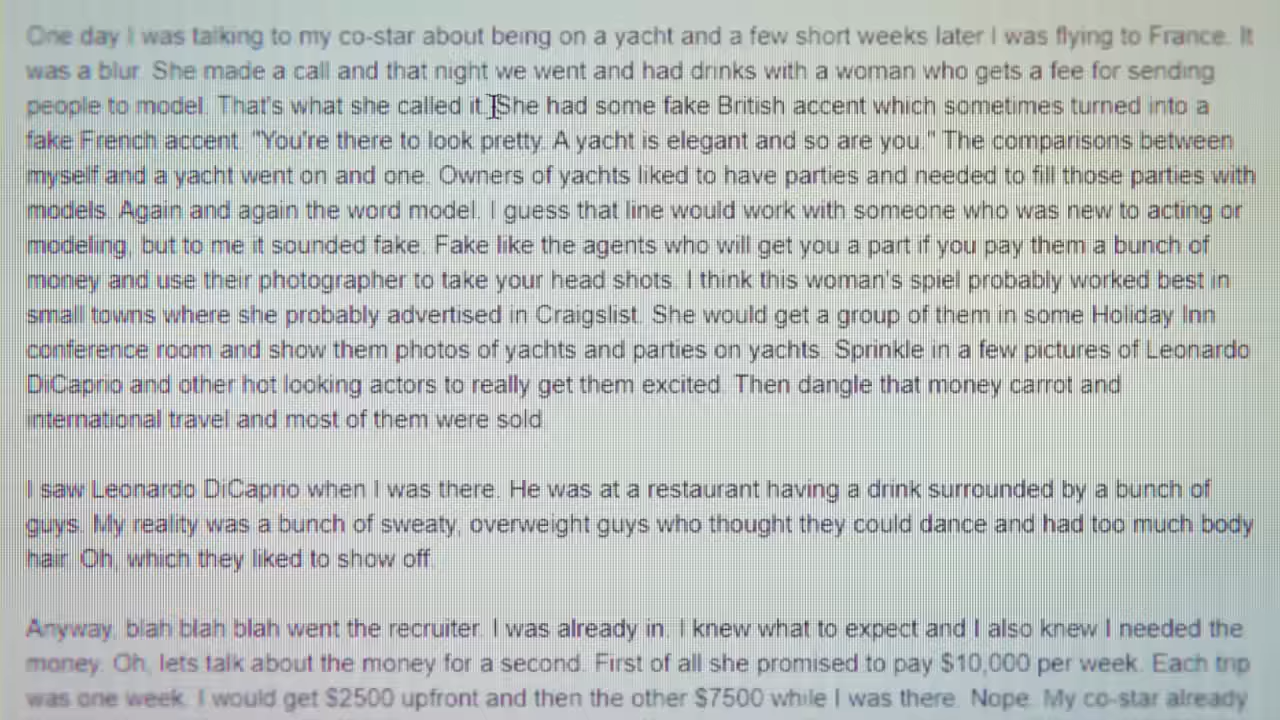 One day I was talking to my co-star about being on a yacht and a few short weeks later I was flying to France. It
was a blur. She made a call and that night we went and had drinks with a woman who gets a fee for sending
people to model. That's what she called it. She had some fake British accent which sometimes turned into a
fake French accent. "You're there to look pretty. A yacht is elegant and so are you." The comparisons between
myself and a yacht went on and one. Owners of yachts liked to have parties and needed to fill those parties with
models. Again and again the word model. I guess that line would work with someone who was new to acting or
modeling, but to me it sounded fake. Fake like the agents who will get you a part if you pay them a bunch of
money and use their photographer to take your head shots. I think this woman's spiel probably worked best in
small towns where she probably advertised in Craigslist. She would get a group of them in some Holiday Inn
conference room and show them photos of yachts and parties on yachts. Sprinkle in a few pictures of Leonardo
DiCaprio and other hot looking actors to really get them excited. Then dangle that money carrot and
international travel and most of them were sold.
I saw Leonardo DiCaprio when I was there. He was at a restaurant having a drink surrounded by a bunch of
guys. My reality was a bunch of sweaty, overweight guys who thought they could dance and had too much body
hair. Oh, which they liked to show off.
Anyway, blah blah blah went the recruiter. I was already in. I knew what to expect and I also knew I needed the
money. Oh, lets talk about the money for a second. First of all she promised to pay $10,000 per week. Each trip
was one week. I would get $2500 upfront and then the other $7500 while I was there. Nope. My co-star already